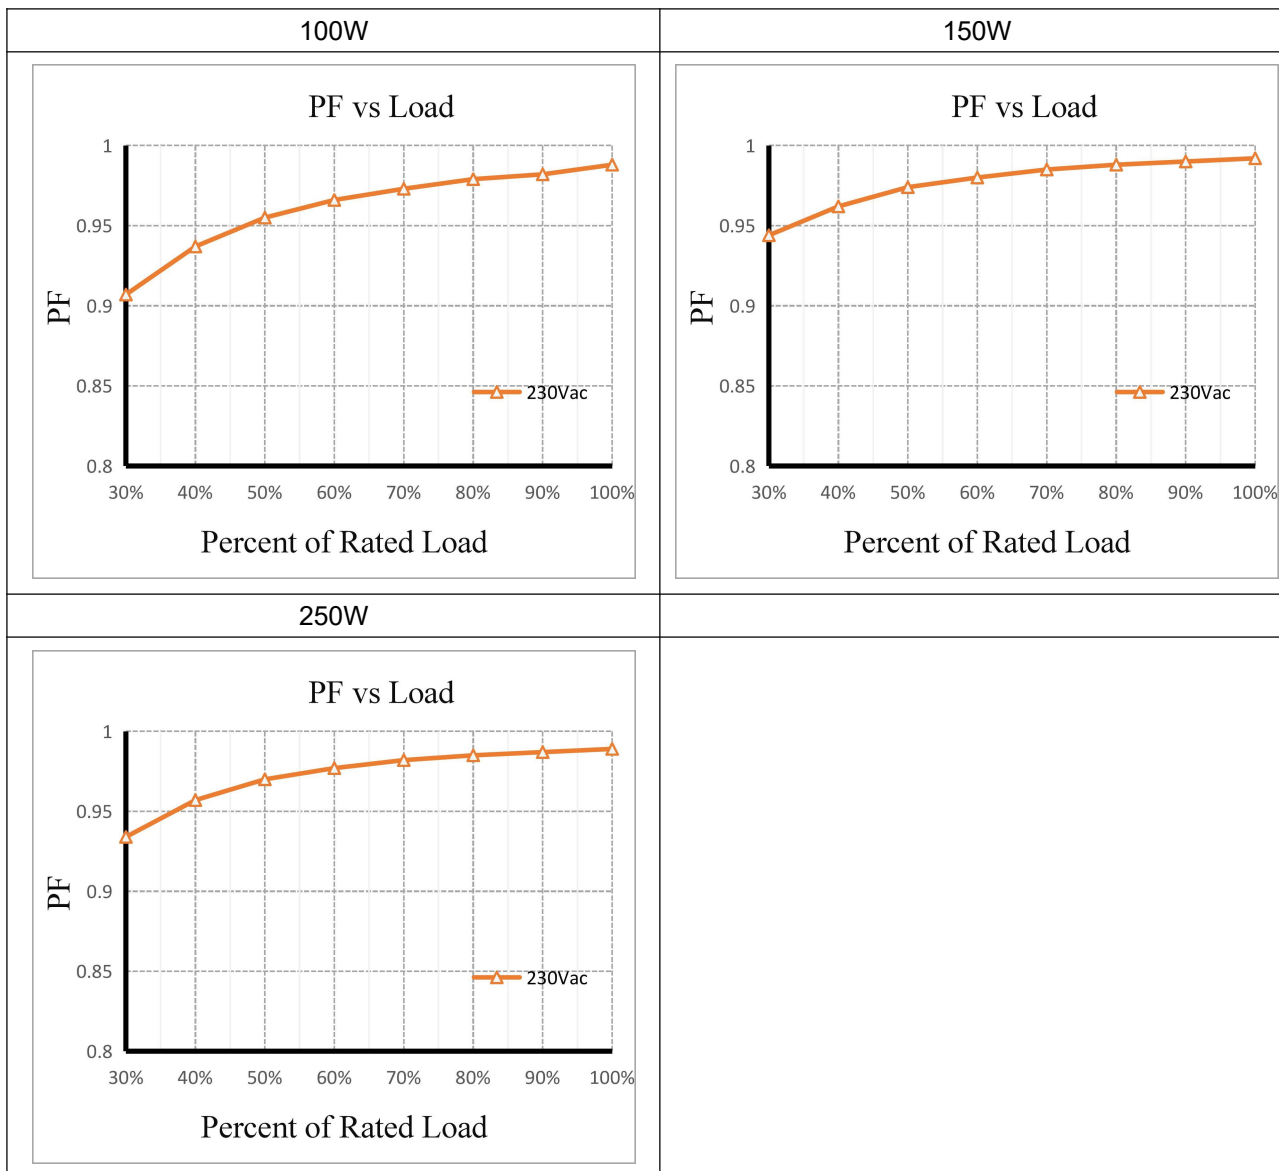 100W
150W
PF vs Load
1
0.95
0.9
0.85
0.8
PF
230Vac
30% 40% 50% 60% 70% 80% 90% 100%
Percent of Rated Load
PF vs Load
1
0.95
0.9
0.85
0.8
PF
230Vac
30% 40% 50% 60% 70% 80% 90% 100%
Percent of Rated Load
250W
PF vs Load
1
0.95
0.9
0.85
0.8
PF
230Vac
30% 40% 50% 60% 70% 80% 90% 100%
Percent of Rated Load